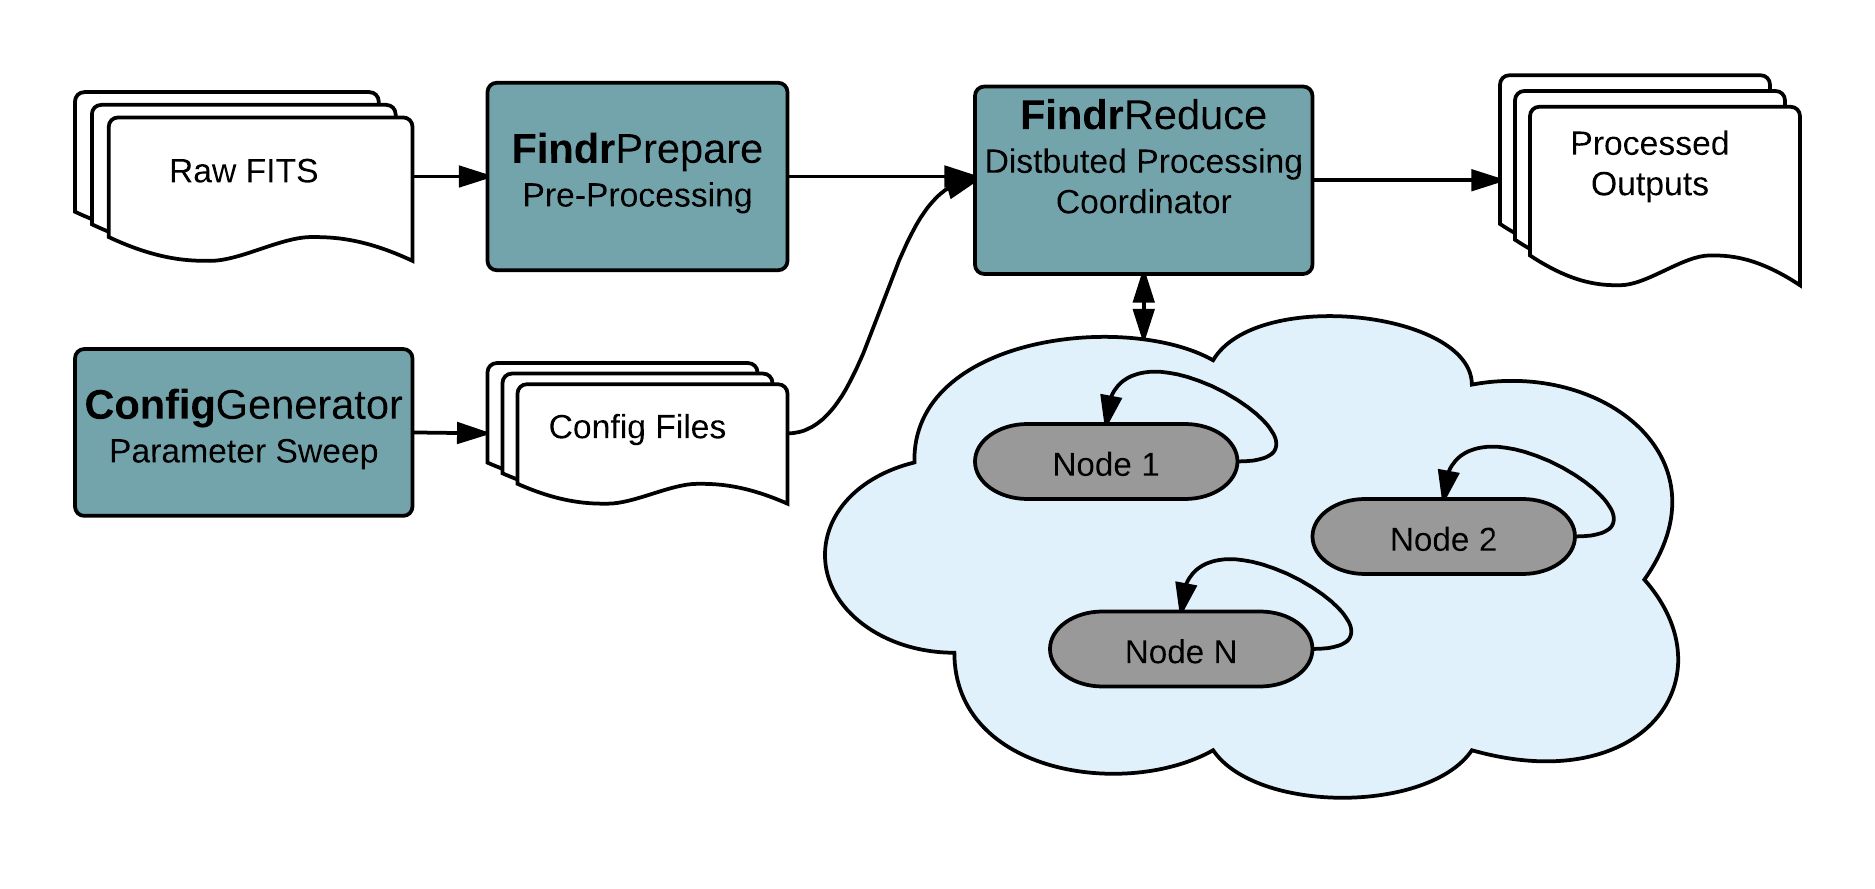 Raw FITS
FindrPrepare
Pre-Processing
FindrReduce
Distbuted Processing
Coordinator
Processed
Outputs
ConfigGenerator
Parameter Sweep
Config Files
Node 1
Node 2
Node N